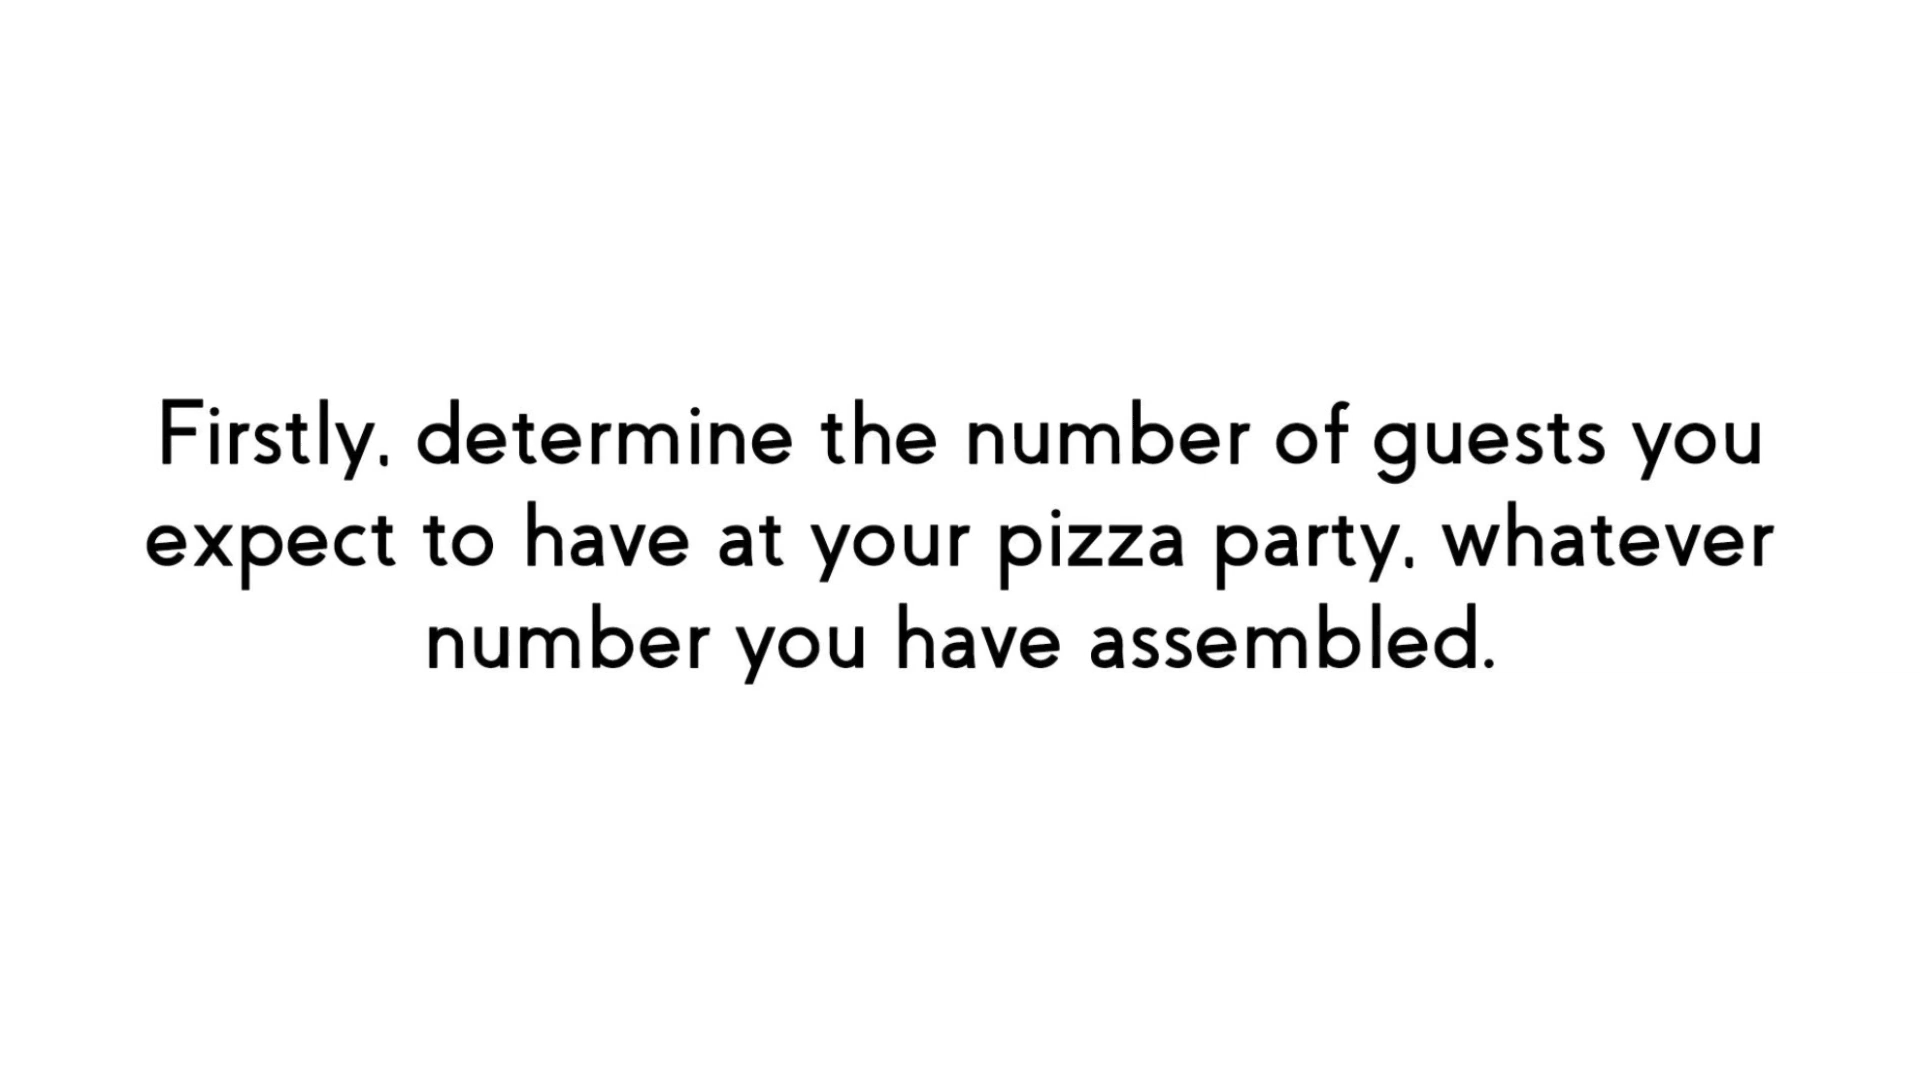 Firstly, determine the number of guests you
expect to have at your pizza party, whatever
number you have assembled.